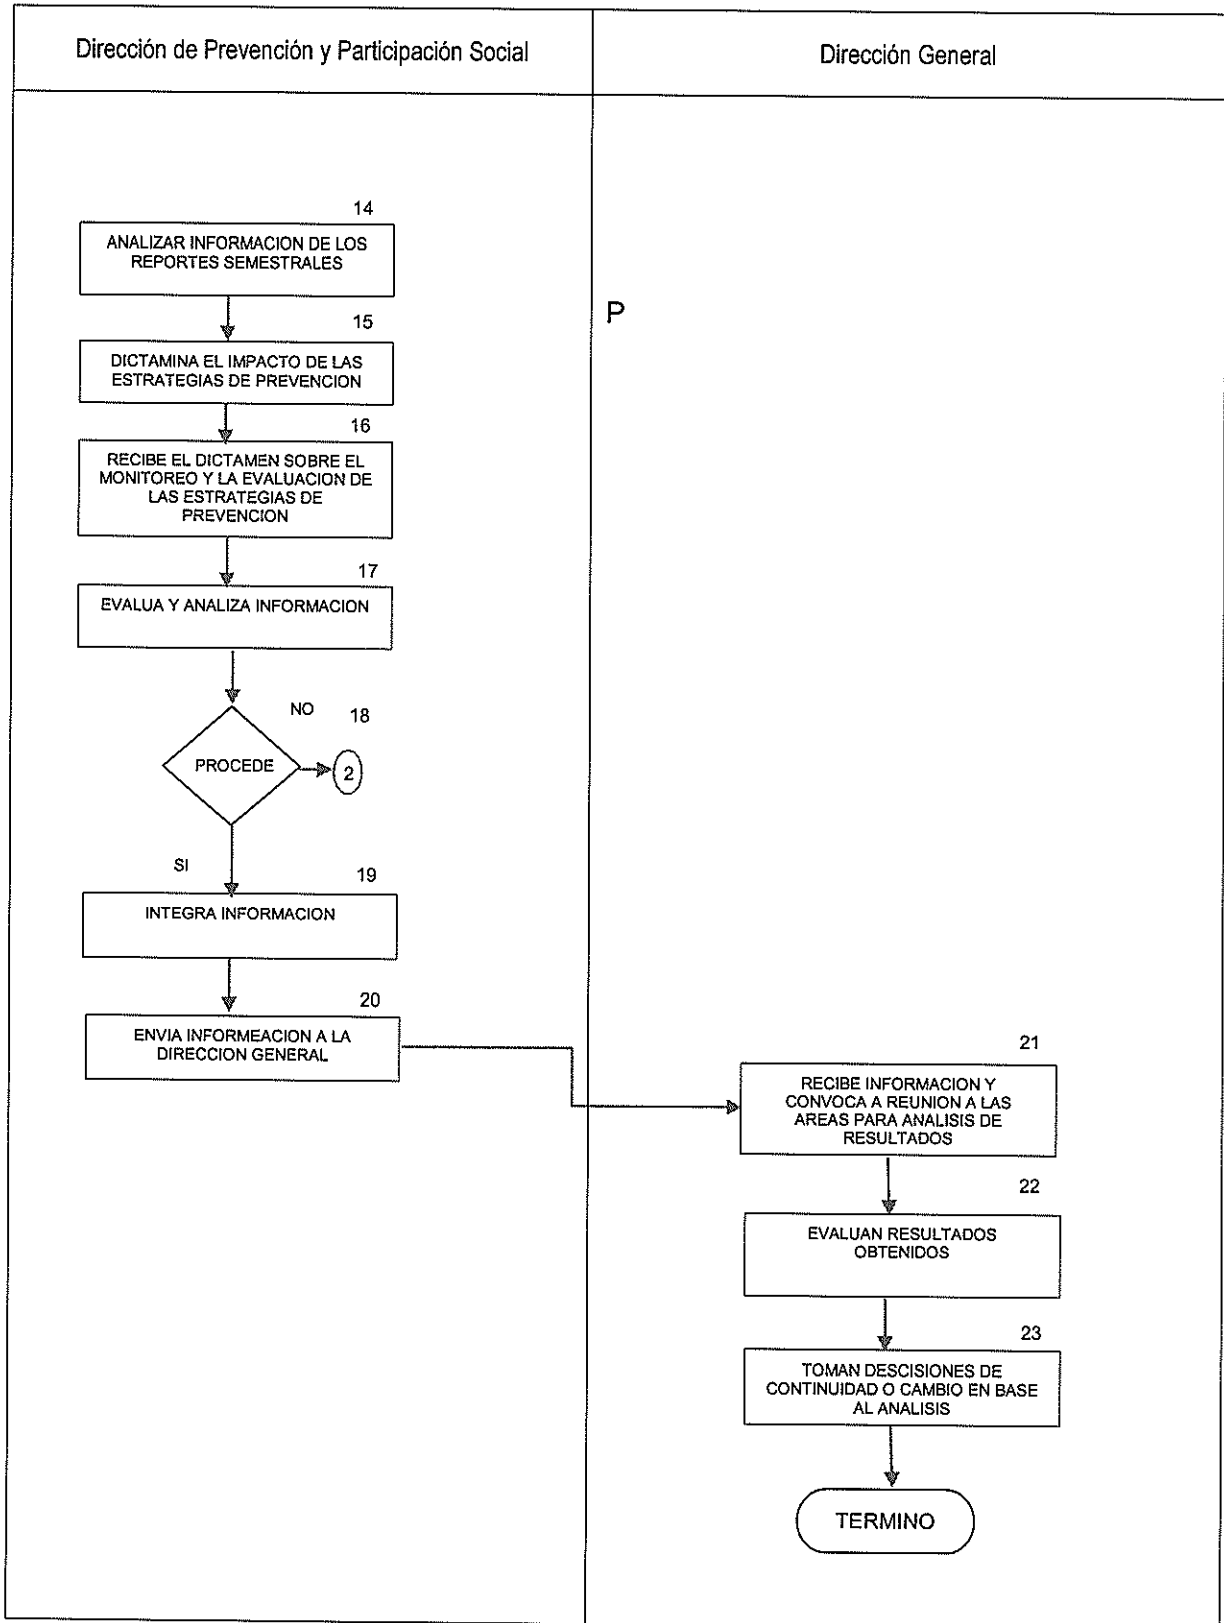 Dirección de Prevención y Participación Social
Dirección General
14
ANALIZAR INFORMACION DE LOS
REPORTES SEMESTRALES
P
15
DICTAMINA EL IMPACTO DE LAS
ESTRATEGIAS DE PREVENCION
16
RECIBE EL DICTAMEN SOBRE EL
MONITOREO Y LA EVALUACION DE
LAS ESTRATEGIAS DE
PREVENCION
17
EVALUA Y ANALIZA INFORMACION
NO
18
PROCEDE
2
SI
19
INTEGRA INFORMACION
20
ENVIA INFORMEACION A LA
DIRECCION GENERAL
21
RECIBE INFORMACION Y
CONVOCA A REUNION A LAS
AREAS PARA ANALISIS DE
RESULTADOS
22
EVALUAN RESULTADOS
OBTENIDOS
23
TOMAN DESCISIONES DE
CONTINUIDAD O CAMBIO EN BASE
AL ANALISIS
TERMINO